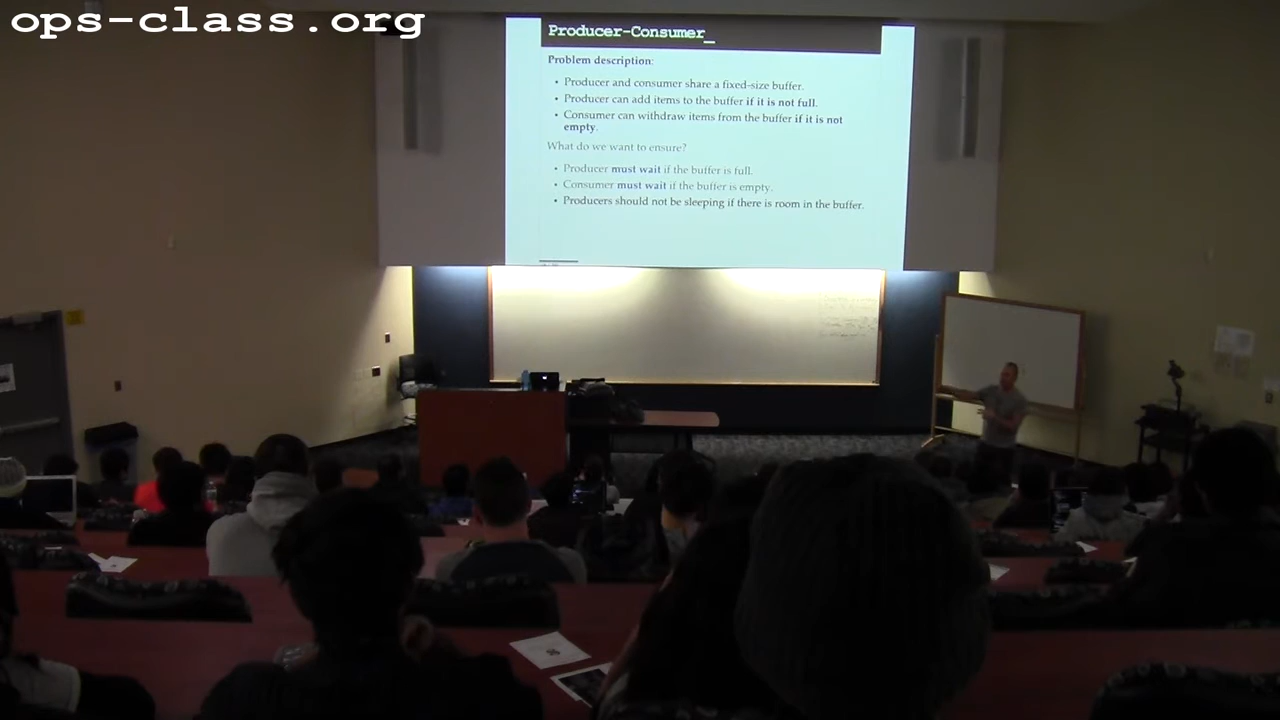 ops-class.org
Producer-Consumer_
Problem description:
• Producer and consumer share a fixed-size buffer.
• Producer can add items to the buffer if it is not full.
• Consumer can withdraw items from the buffer if it is not
empty.
What do we want to ensure?
• Producer must wait if the buffer is full.
• Consumer must wait if the buffer is empty.
• Producers should not be sleeping if there is room in the buffer.